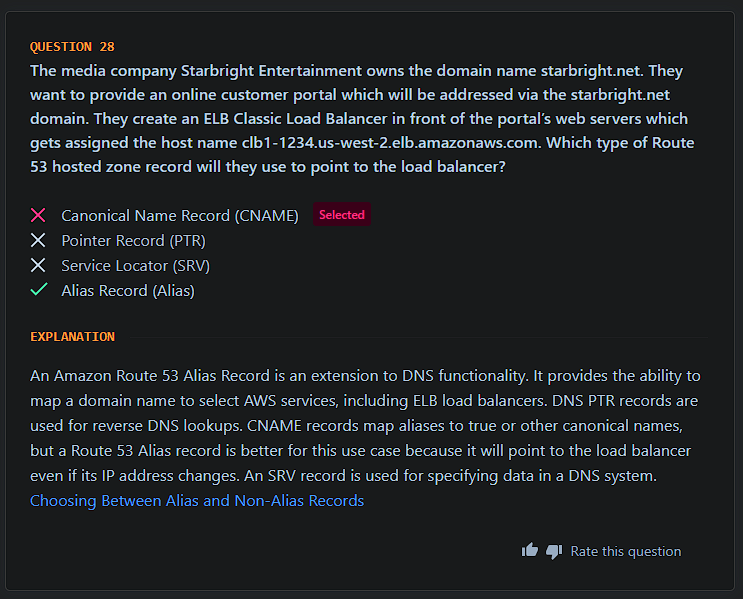 QUESTION 28
The media company Starbright Entertainment owns the domain name starbright.net. They
want to provide an online customer portal which will be addressed via the starbright.net
domain. They create an ELB Classic Load Balancer in front of the portal's web servers which
gets assigned the host name clb1-1234.us-west-2.elb.amazonaws.com. Which type of Route
53 hosted zone record will they use to point to the load balancer?
Canonical Name Record (CNAME) Selected
Pointer Record (PTR)
Service Locator (SRV)
Alias Record (Alias)
EXPLANATION
An Amazon Route 53 Alias Record is an extension to DNS functionality. It provides the ability to
map a domain name to select AWS services, including ELB load balancers. DNS PTR records are
used for reverse DNS lookups. CNAME records map aliases to true or other canonical names,
but a Route 53 Alias record is better for this use case because it will point to the load balancer
even if its IP address changes. An SRV record is used for specifying data in a DNS system.
Choosing Between Alias and Non-Alias Records
Rate this question